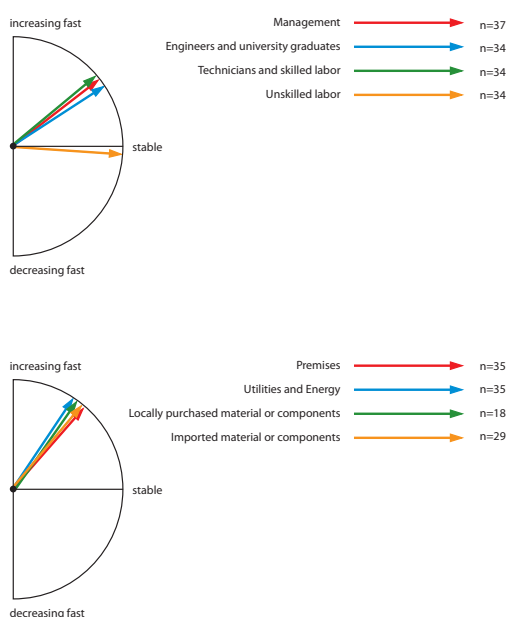 increasing fast
Management n=37
Engineers and university graduates n=34
Technicians and skilled labor n=34
Unskilled labor n=34
stable
decreasing fast
increasing fast
Premises n=35
Utilities and Energy n=35
Locally purchased material or components n=18
Imported material or components n=29
stable
decreasing fast